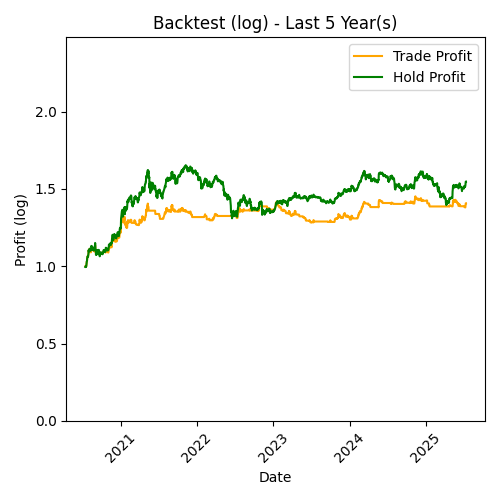 Backtest (log) - Last 5 Year(s)
Trade Profit
Hold Profit
Profit (log)
2.0
1.5
1.0
0.5
0.0
2021
2022
2023
2024
2025
Date